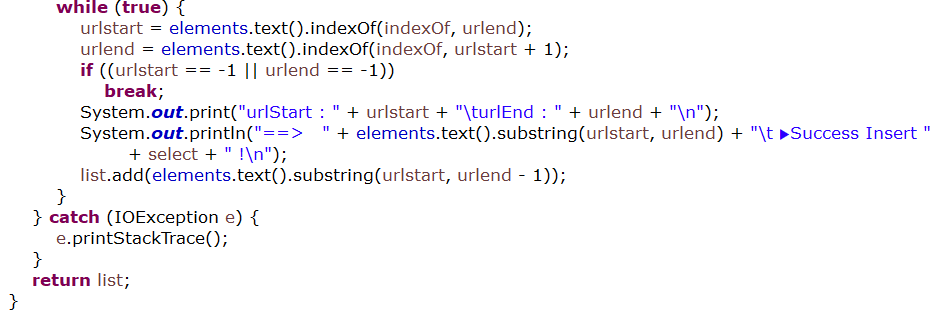 while (true) {
urlstart = elements.text().indexOf(indexOf, urlend);
urlend = elements.text().indexOf(indexOf, urlstart + 1);
if ((urlstart == -1 || urlend == -1))
break;
System.out.print("urlStart : " + urlstart + "\turlEnd : " + urlend + "\n");
System.out.println("==>   " + elements.text().substring(urlstart, urlend) + "\t ▶Success Insert "
+ select + " !\n");
list.add(elements.text().substring(urlstart, urlend - 1));
}
} catch (IOException e) {
e.printStackTrace();
}
return list;
}